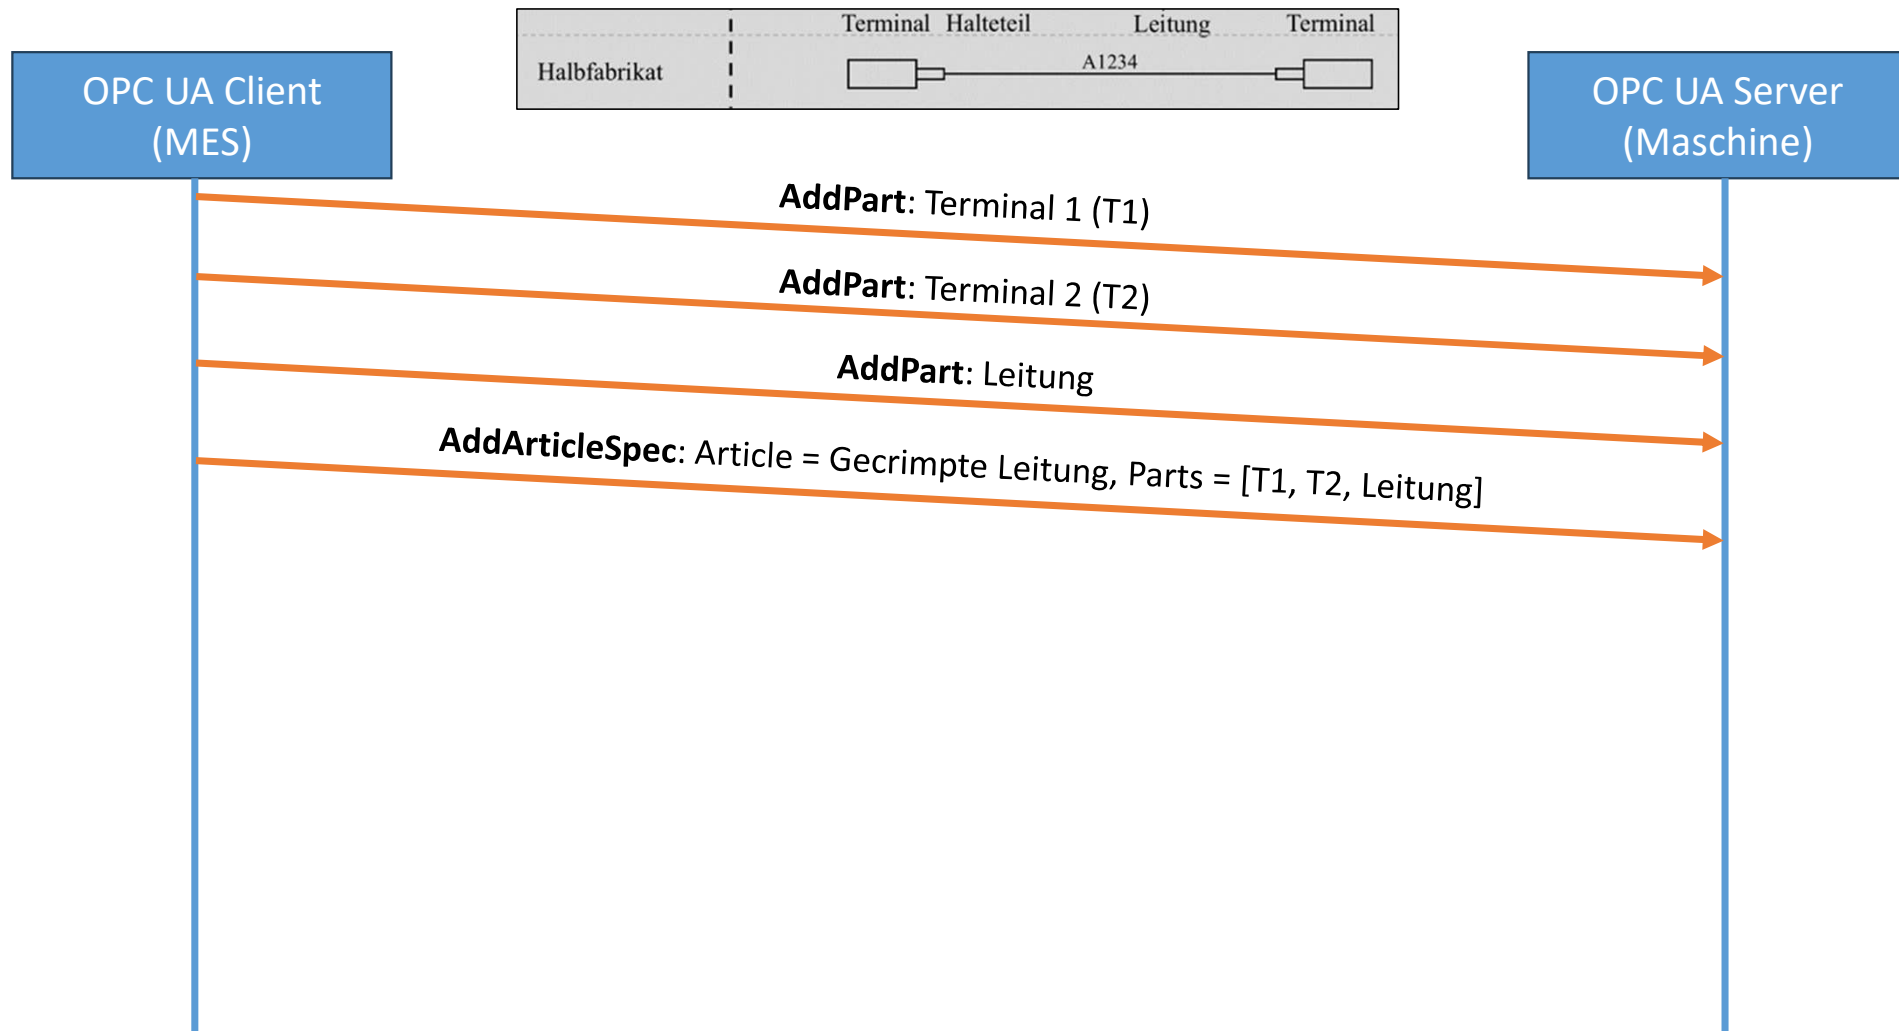 Terminal Halteteil Leitung Terminal
Halbfabrikat
A1234
OPC UA Client
(MES)
OPC UA Server
(Maschine)
AddPart: Terminal 1 (T1)
AddPart: Terminal 2 (T2)
AddPart: Leitung
AddArticleSpec: Article = Gecrimpte Leitung, Parts = [T1, T2, Leitung]